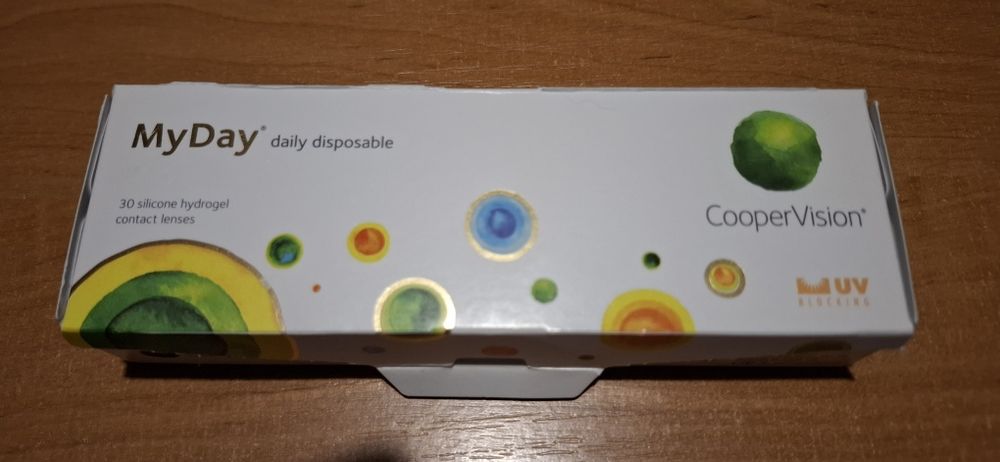 MyDay® daily disposable
30 silicone hydrogel
contact lenses
CooperVision®
UV
BLOCKING